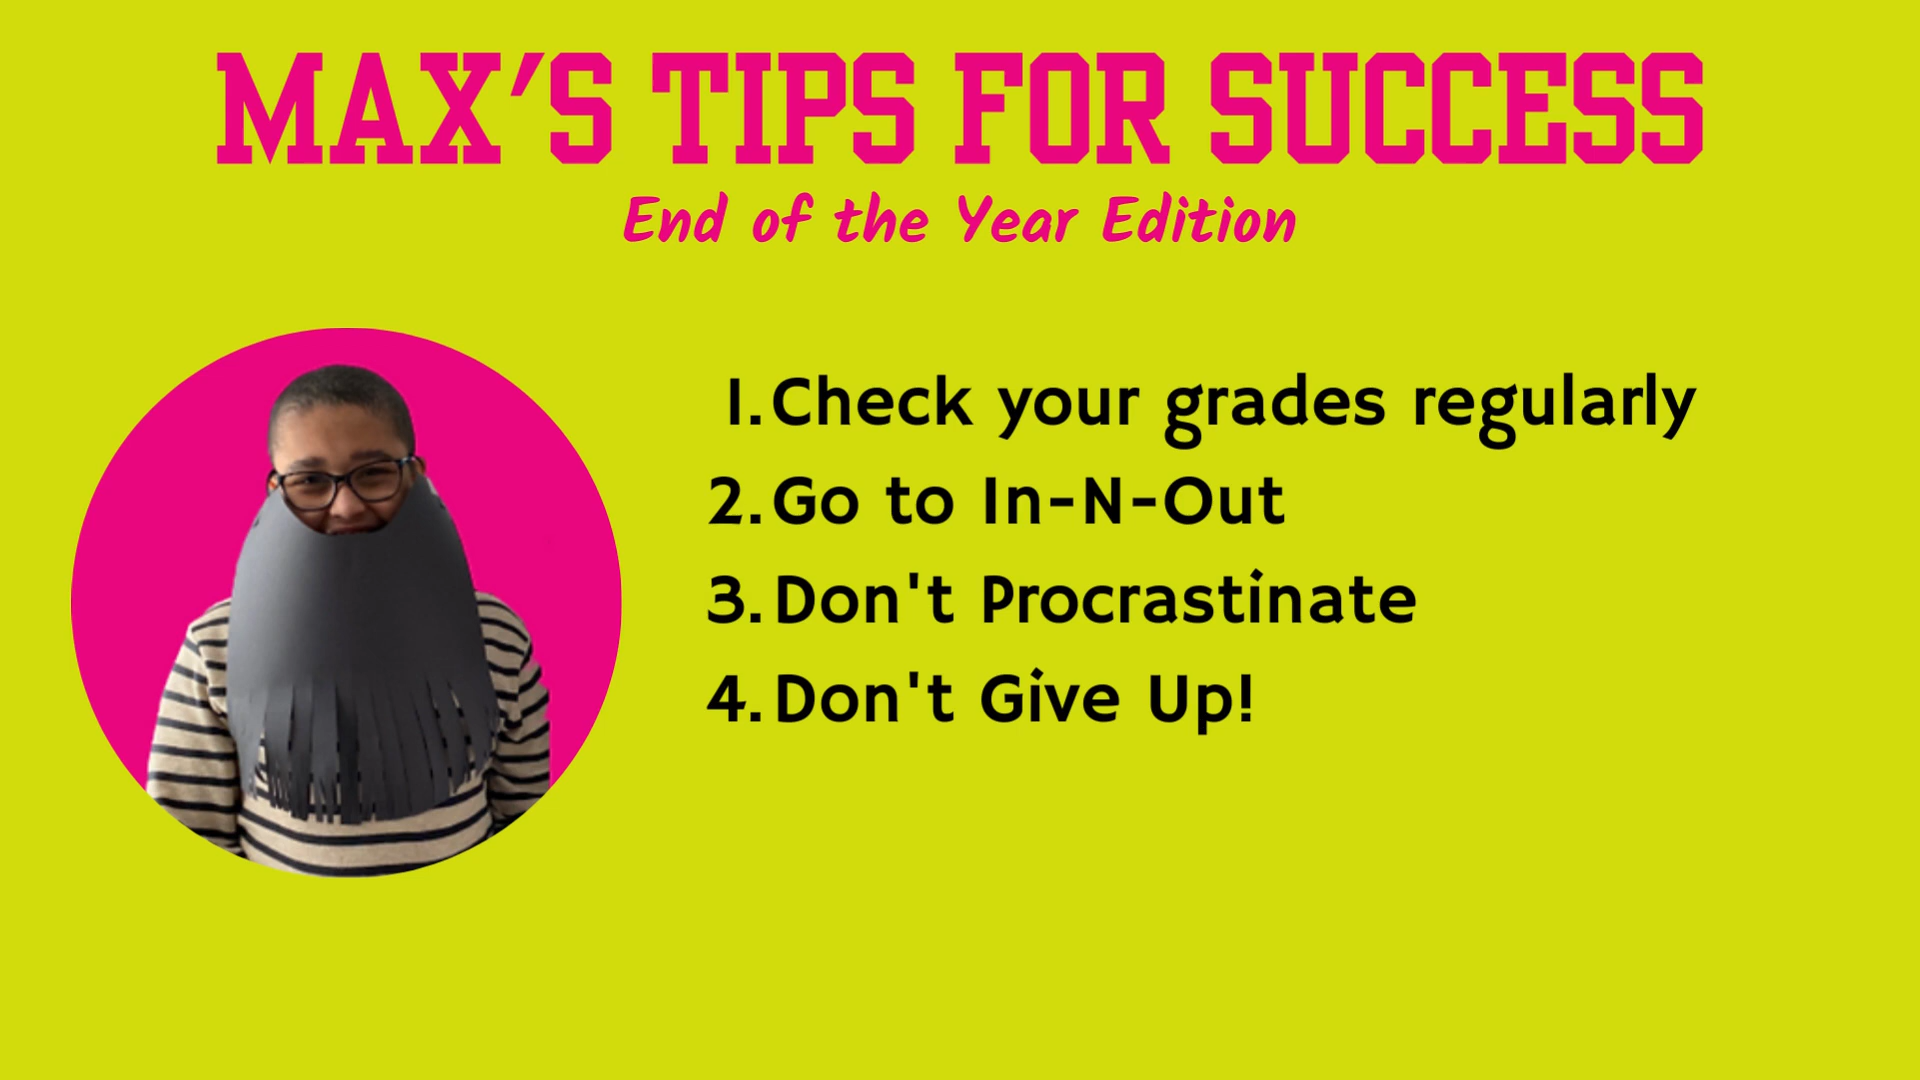 MAX'S TIPS FOR SUCCESS
End of the Year Edition
1. Check your grades regularly
2. Go to In-N-Out
3. Don't Procrastinate
4. Don't Give Up!